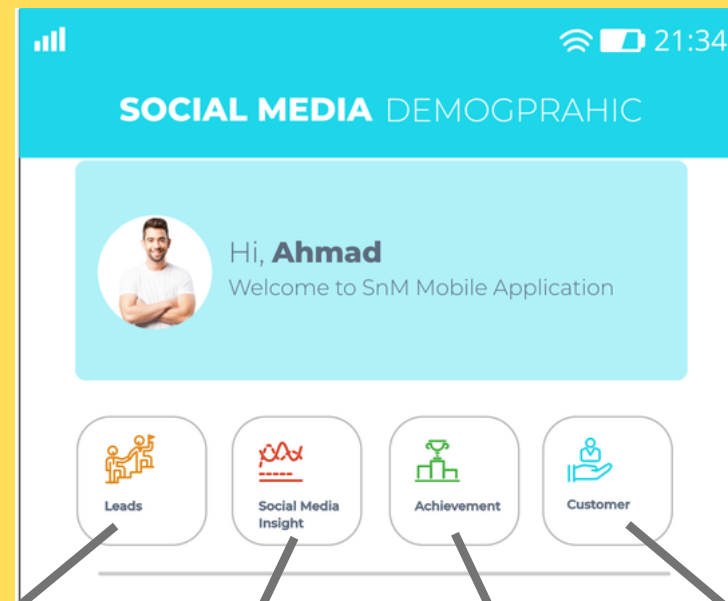 21:34
SOCIAL MEDIA DEMOGPRAHIC
Hi, Ahmad
Welcome to SnM Mobile Application
Leads
Social Media
Insight
Achievement
Customer